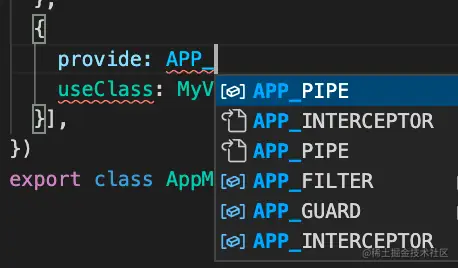 },
{
provide: APP_
useClass: MyV
}],
})
export class AppM
APP_PIPE
APP_INTERCEPTOR
APP_PIPE
APP_FILTER
APP_GUARD
APP_INTERCEPTOR
@稀土掘金技术社区